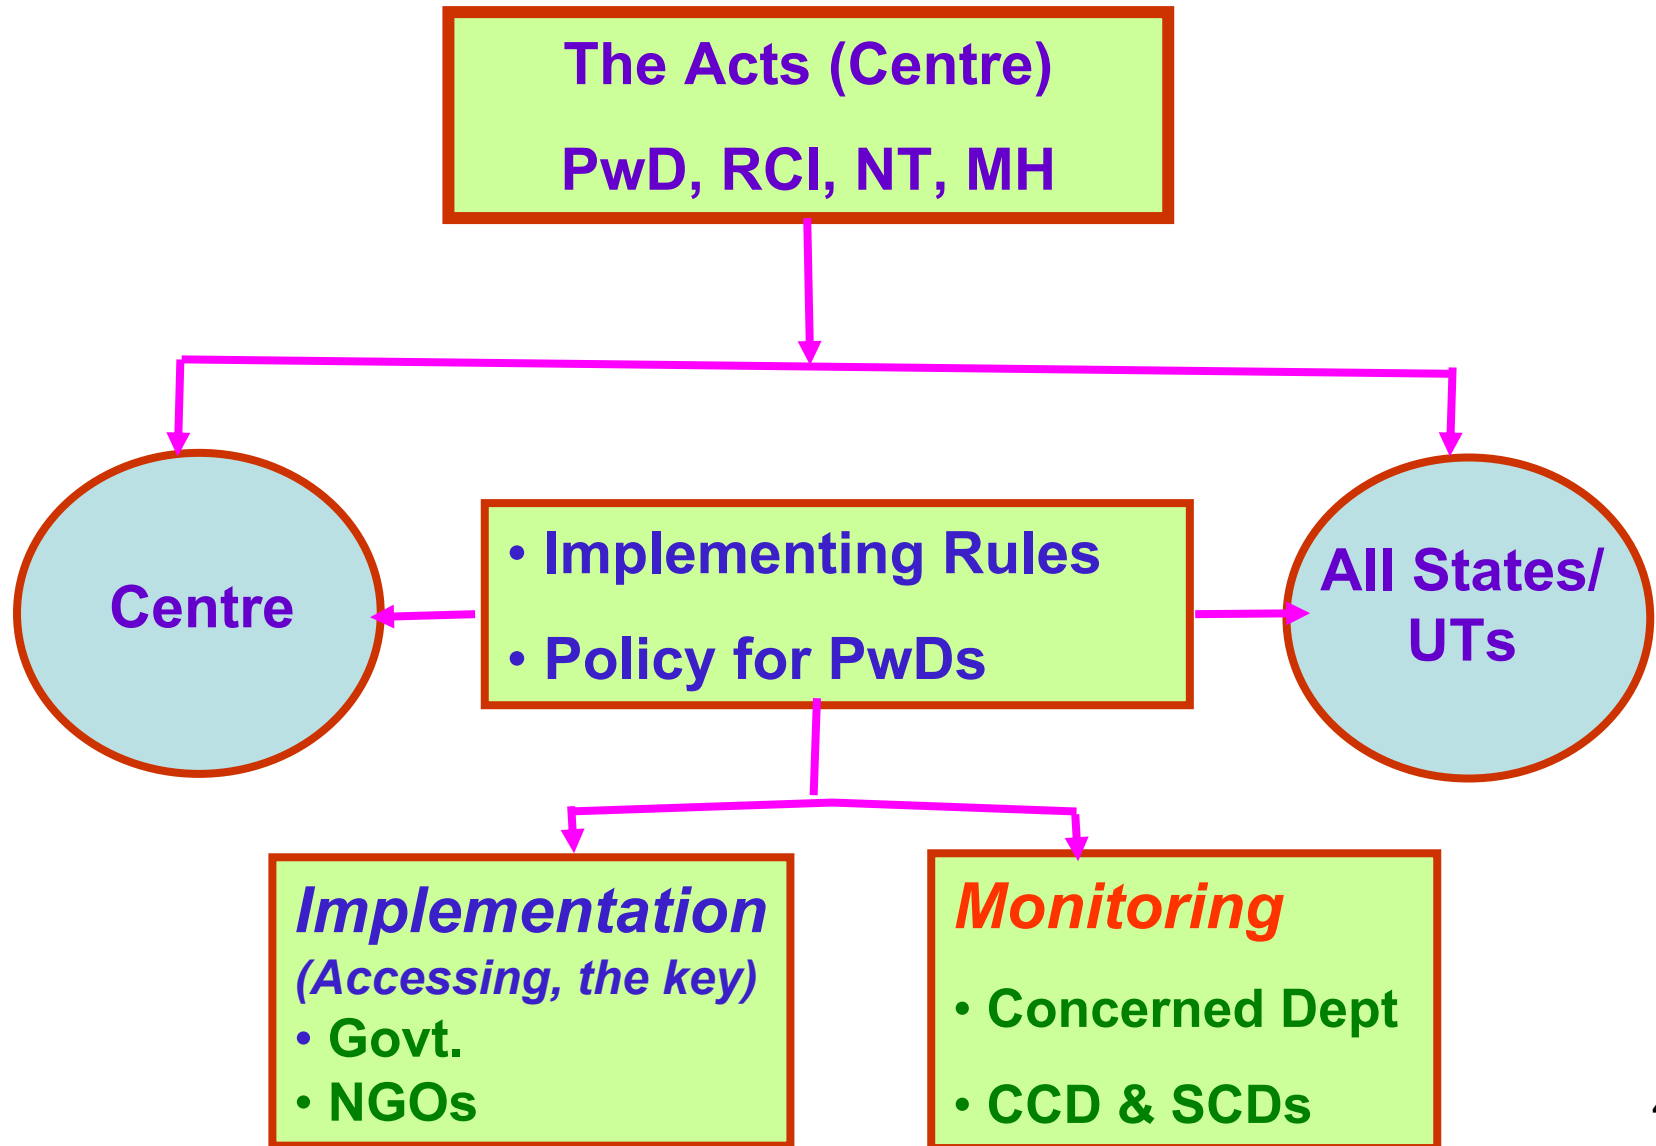 The Acts (Centre)
PwD, RCI, NT, MH
Centre
• Implementing Rules
• Policy for PwDs
All States/
UTs
Implementation
(Accessing, the key)
• Govt.
• NGOs
Monitoring
• Concerned Dept
• CCD & SCDs